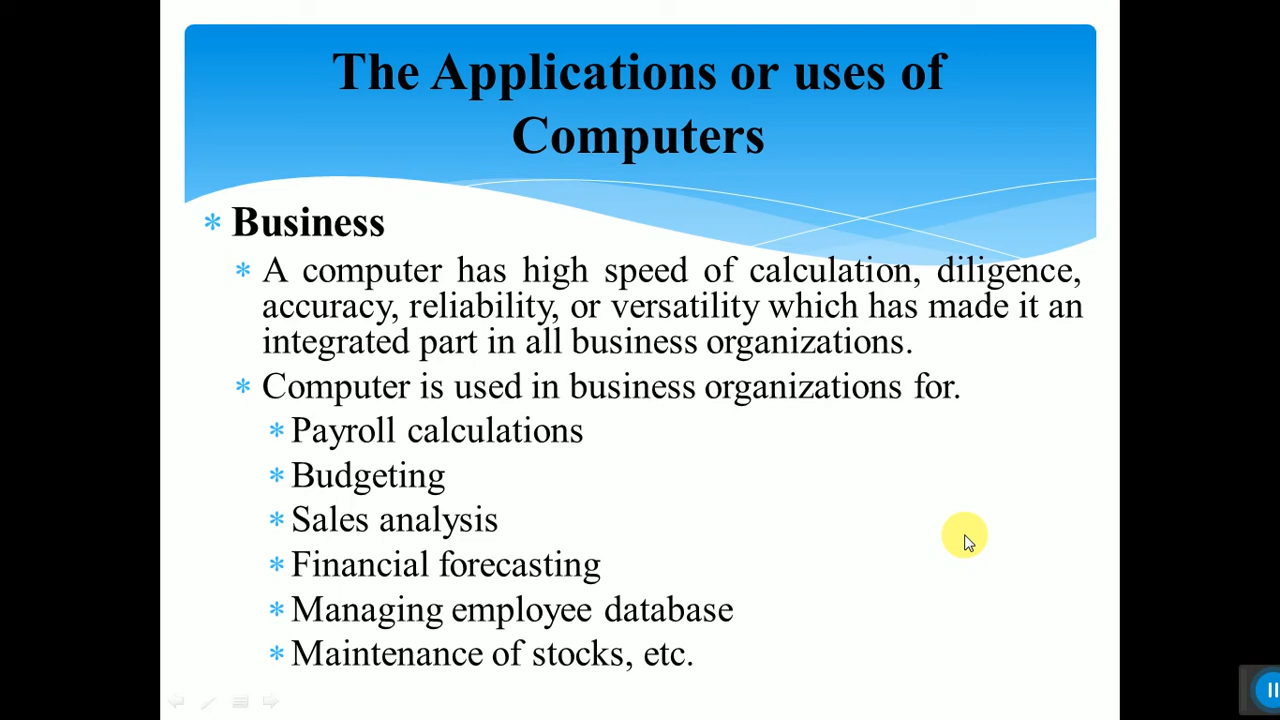 The Applications or uses of
Computers
* Business
* A computer has high speed of calculation, diligence,
accuracy, reliability, or versatility which has made it an
integrated part in all business organizations.
* Computer is used in business organizations for.
* Payroll calculations
* Budgeting
* Sales analysis
* Financial forecasting
* Managing employee database
* Maintenance of stocks, etc.